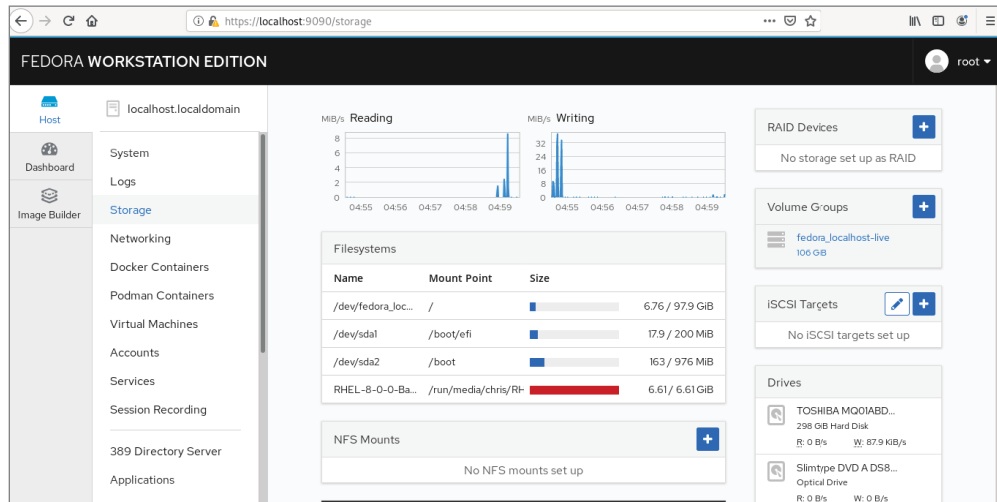 https://localhost:9090/storage
FEDORA WORKSTATION EDITION
root
Host
Dashboard
Image Builder
localhost.localdomain
System
Logs
Storage
Networking
Docker Containers
Podman Containers
Virtual Machines
Accounts
Services
Session Recording
389 Directory Server
Applications
MiB/s Reading
8
6
4
2
0
04:55 04:56 04:57 04:58 04:59
MiB/s Writing
32
24
16
8
0
04:55 04:56 04:57 04:58 04:59
Filesystems
Name Mount Point Size
/dev/fedora_loc... / 6.76 / 97.9 GiB
/dev/sda1 /boot/efi 17.9 / 200 MiB
/dev/sda2 /boot 163 / 976 MiB
RHEL-8-0-0-Ba... /run/media/chris/RH 6.61 / 6.61 GiB
NFS Mounts
No NFS mounts set up
RAID Devices
No storage set up as RAID
Volume Groups
fedora_localhost-live
106 GiB
iSCSI Targets
No iSCSI targets set up
Drives
TOSHIBA MQ01ABD...
298 GiB Hard Disk
R: 0 B/s W: 87.9 KiB/s
Slimtype DVD A DS8...
Optical Drive
R: 0 B/s W: 0 B/s